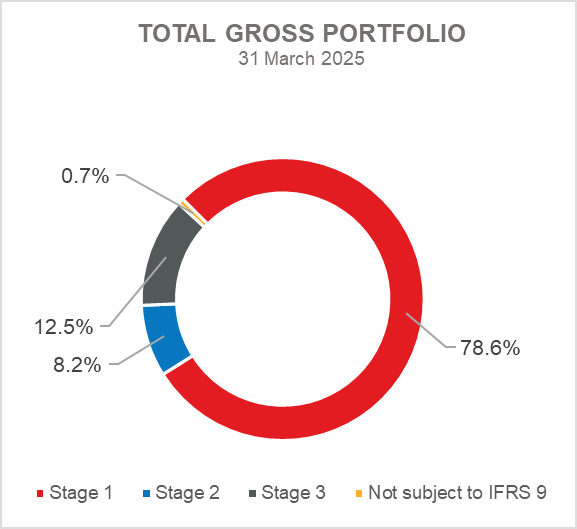 TOTAL GROSS PORTFOLIO
31 March 2025
0.7%
12.5%
8.2%
78.6%
Stage 1 Stage 2 Stage 3 Not subject to IFRS 9